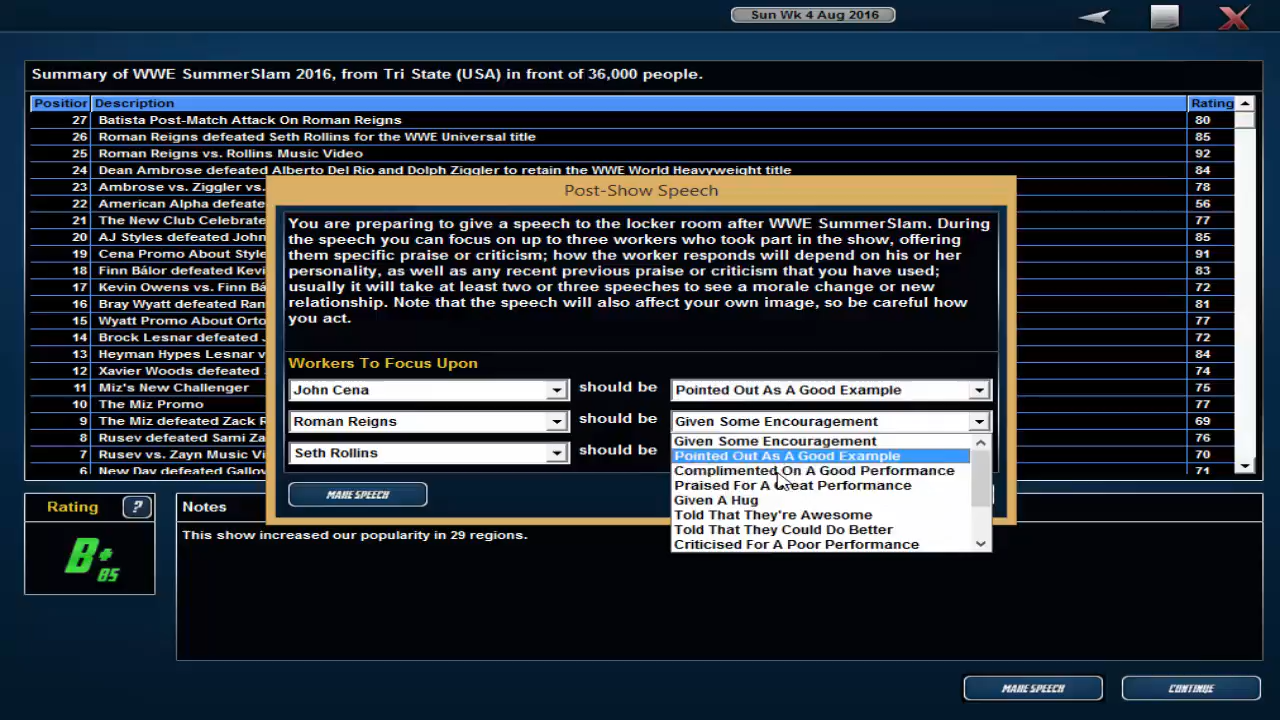 Sun Wk 4 Aug 2016
Summary of WWE SummerSlam 2016, from Tri State (USA) in front of 36,000 people.
Position Description Rating
27 Batista Post-Match Attack On Roman Reigns 80
26 Roman Reigns defeated Seth Rollins for the WWE Universal title 85
25 Roman Reigns vs. Rollins Music Video 92
24 Dean Ambrose defeated Alberto Del Rio and Dolph Ziggler to retain the WWE World Heavyweight title 84
23 Ambrose vs. Ziggler vs. 78
22 American Alpha defeate 56
21 The New Club Celebrate 77
20 AJ Styles defeated John 85
19 Cena Promo About Style 91
18 Finn Bálor defeated Kevi 83
17 Kevin Owens vs. Finn Bá 72
16 Bray Wyatt defeated Ran 81
15 Wyatt Promo About Orto 77
14 Brock Lesnar defeated 72
13 Heyman Hypes Lesnar v 84
12 Xavier Woods defeated 74
11 Miz's New Challenger 75
10 The Miz Promo 77
9 The Miz defeated Zack R 69
8 Rusev defeated Sami Za 76
7 Rusev vs. Zayn Music Vi 70
6 New Day defeated Gallov 71
Post-Show Speech
You are preparing to give a speech to the locker room after WWE SummerSlam. During
the speech you can focus on up to three workers who took part in the show, offering
them specific praise or criticism; how the worker responds will depend on his or her
personality, as well as any recent previous praise or criticism that you have used;
usually it will take at least two or three speeches to see a morale change or new
relationship. Note that the speech will also affect your own image, so be careful how
you act.
Workers To Focus Upon
John Cena should be Pointed Out As A Good Example
Roman Reigns should be Given Some Encouragement
Seth Rollins should be
Given Some Encouragement
Pointed Out As A Good Example
Complimented On A Good Performance
Praised For A Great Performance
Given A Hug
Told That They're Awesome
Told That They Could Do Better
Criticised For A Poor Performance
MAKE SPEECH
Rating ?
B+
85
Notes
This show increased our popularity in 29 regions.
MAKE SPEECH
CONTINUE